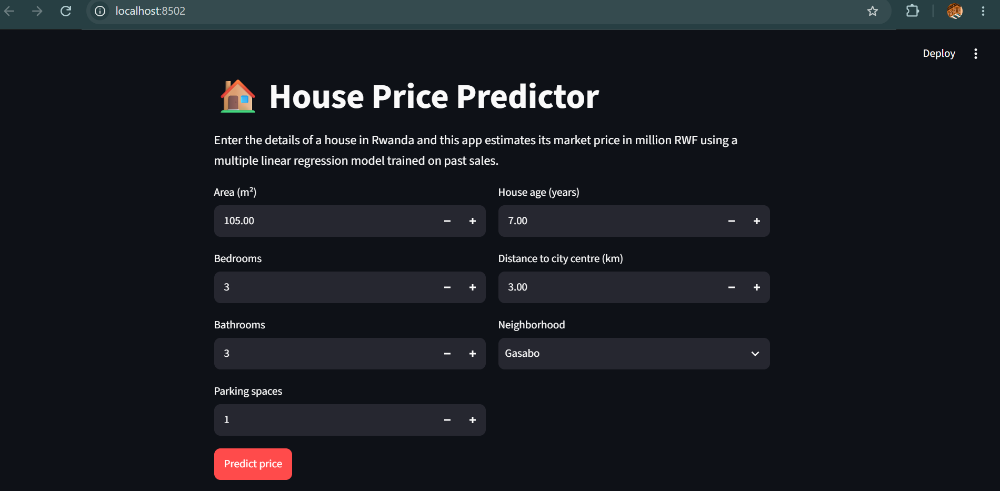 localhost:8502
Deploy
House Price Predictor
Enter the details of a house in Rwanda and this app estimates its market price in million RWF using a
multiple linear regression model trained on past sales.
Area (m²)
105.00
House age (years)
7.00
Bedrooms
3
Distance to city centre (km)
3.00
Bathrooms
3
Neighborhood
Gasabo
Parking spaces
1
Predict price